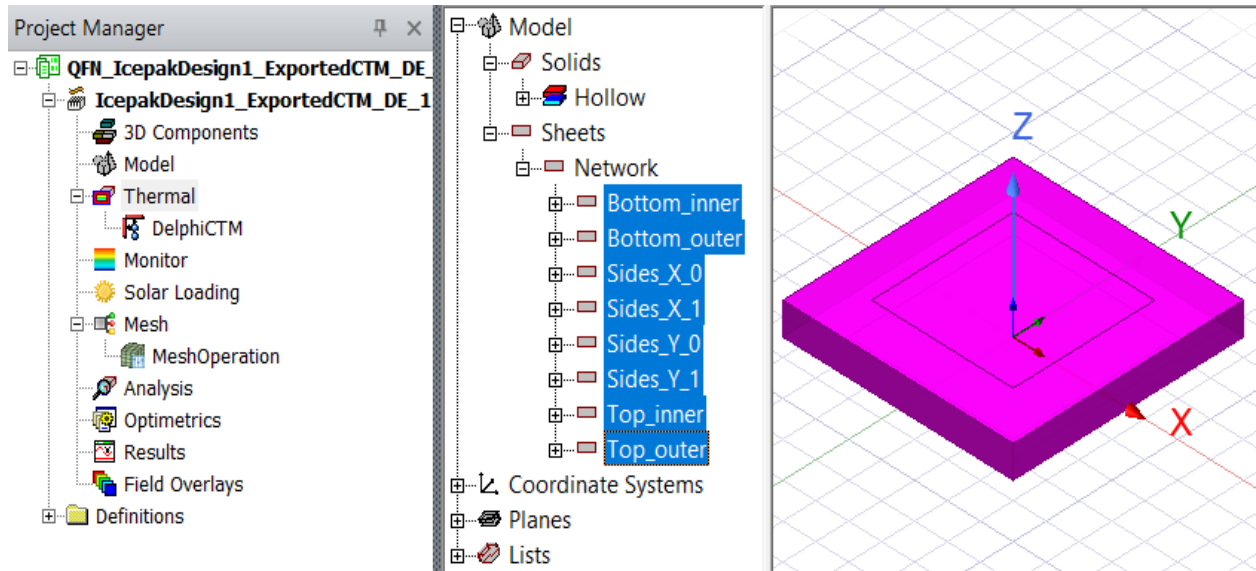 Project Manager
QFN_IcepakDesign1_ExportedCTM_DE_
IcepakDesign1_ExportedCTM_DE_1
3D Components
Model
Thermal
DelphiCTM
Monitor
Solar Loading
Mesh
MeshOperation
Analysis
Optimetrics
Results
Field Overlays
Definitions
Model
Solids
Hollow
Sheets
Network
Bottom_inner
Bottom_outer
Sides_X_0
Sides_X_1
Sides_Y_0
Sides_Y_1
Top_inner
Top_outer
Coordinate Systems
Planes
Lists
Z
Y
X